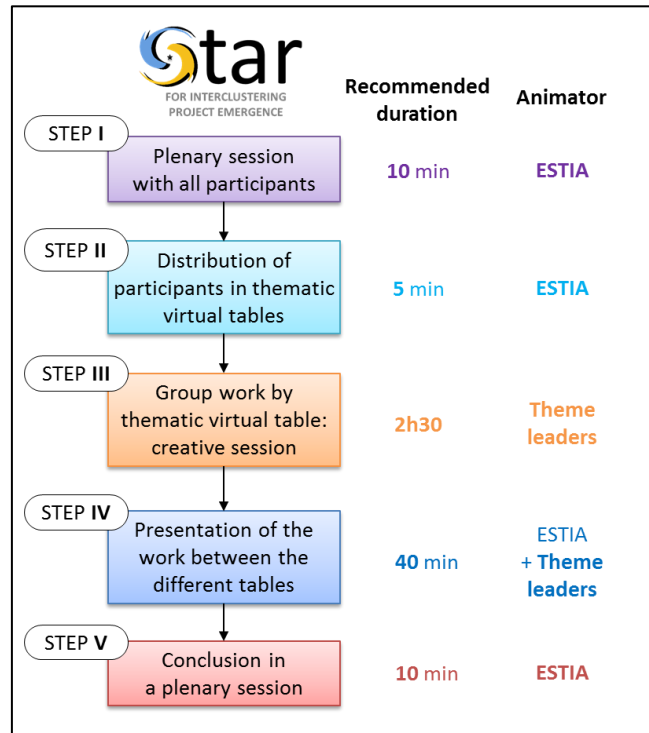 Star
FOR INTERCLUSTERING
PROJECT EMERGENCE
Recommended
duration
Animator
STEP I
Plenary session
with all participants
10 min
ESTIA
STEP II
Distribution of
participants in thematic
virtual tables
5 min
ESTIA
STEP III
Group work by
thematic virtual table:
creative session
2h30
Theme
leaders
STEP IV
Presentation of the
work between the
different tables
40 min
ESTIA
+ Theme
leaders
STEP V
Conclusion in
a plenary session
10 min
ESTIA